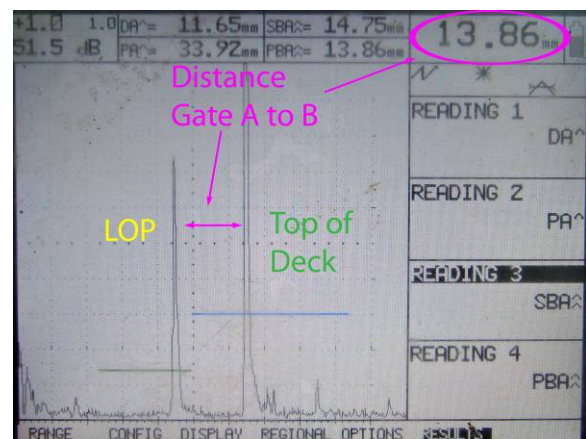 +1.0 1.0 DA^= 11.65mm SBA^= 14.75mm 13.86mm
51.5 dB PA^= 33.92mm PBA^= 13.86mm
Distance
Gate A to B
READING 1
DA^
READING 2
PA^
LOP
Top of
Deck
READING 3
SBA^
READING 4
PBA^
RANGE CONFIG DISPLAY REGIONAL OPTIONS RESULTS